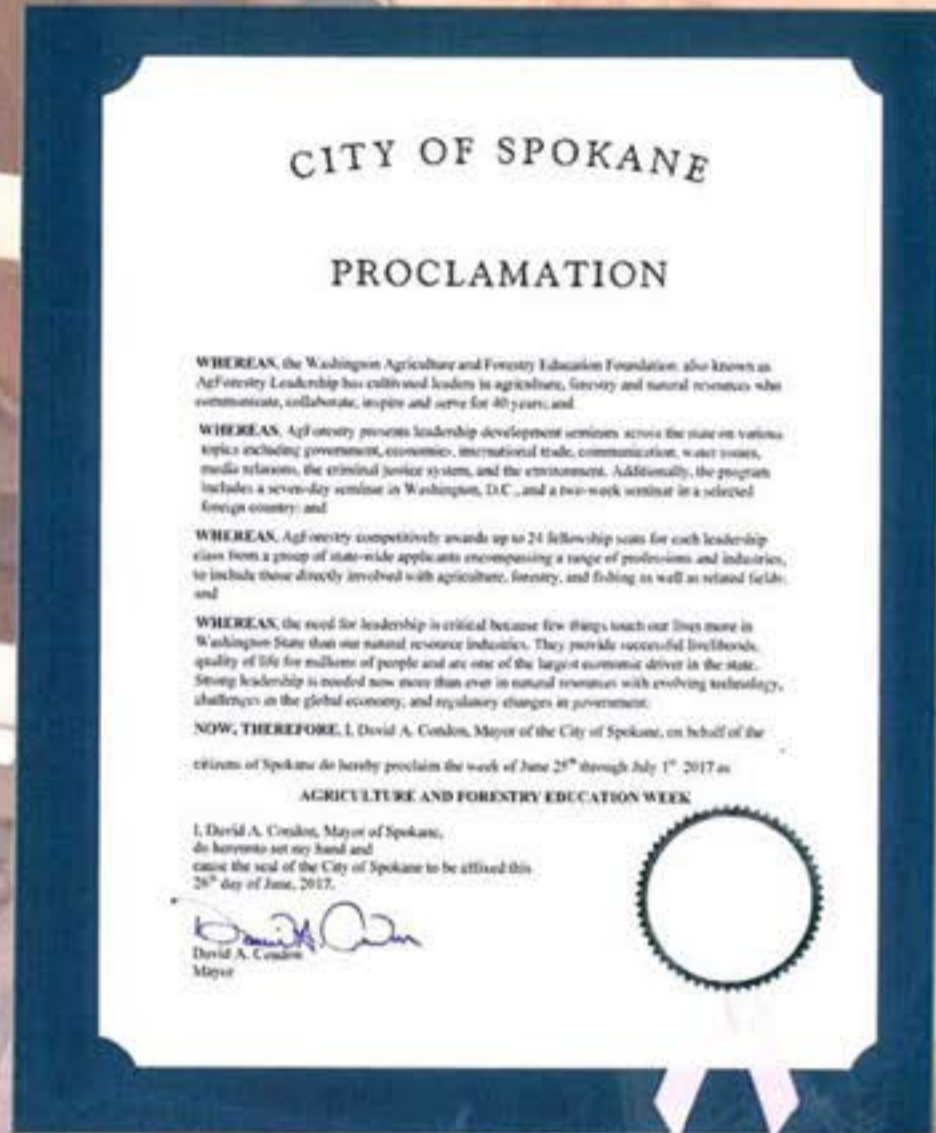 CITY OF SPOKANE
PROCLAMATION
WHEREAS, the Washington Agriculture and Forestry Education Foundation, also known as
AgForestry Leadership has cultivated leaders in agriculture, forestry and natural resources who
communicate, collaborate, inspire and serve for 40 years; and
WHEREAS, AgForestry presents leadership development seminars across the state on various
topics including government, economics, international trade, communication, water issues,
media relations, the criminal justice system, and the environment. Additionally, the program
includes a seven-day seminar in Washington, D.C., and a two-week seminar in a selected
foreign country; and
WHEREAS, AgForestry competitively awards up to 24 fellowship seats for each leadership
class from a group of state-wide applicants encompassing a range of professions and industries,
to include those directly involved with agriculture, forestry, and fishing as well as related fields;
and
WHEREAS, the need for leadership is critical because few things touch our lives more in
Washington State than our natural resource industries. They provide successful livelihoods,
quality of life for millions of people and are one of the largest economic driver in the state.
Strong leadership is needed now more than ever in natural resources with evolving technology,
challenges in the global economy, and regulatory changes in government.
NOW, THEREFORE, I, David A. Condon, Mayor of the City of Spokane, on behalf of the
citizens of Spokane do hereby proclaim the week of June 25th through July 1st 2017 as
AGRICULTURE AND FORESTRY EDUCATION WEEK
I, David A. Condon, Mayor of Spokane,
do hereunto set my hand and
cause the seal of the City of Spokane to be affixed this
26th day of June, 2017.
David A. Condon
Mayor